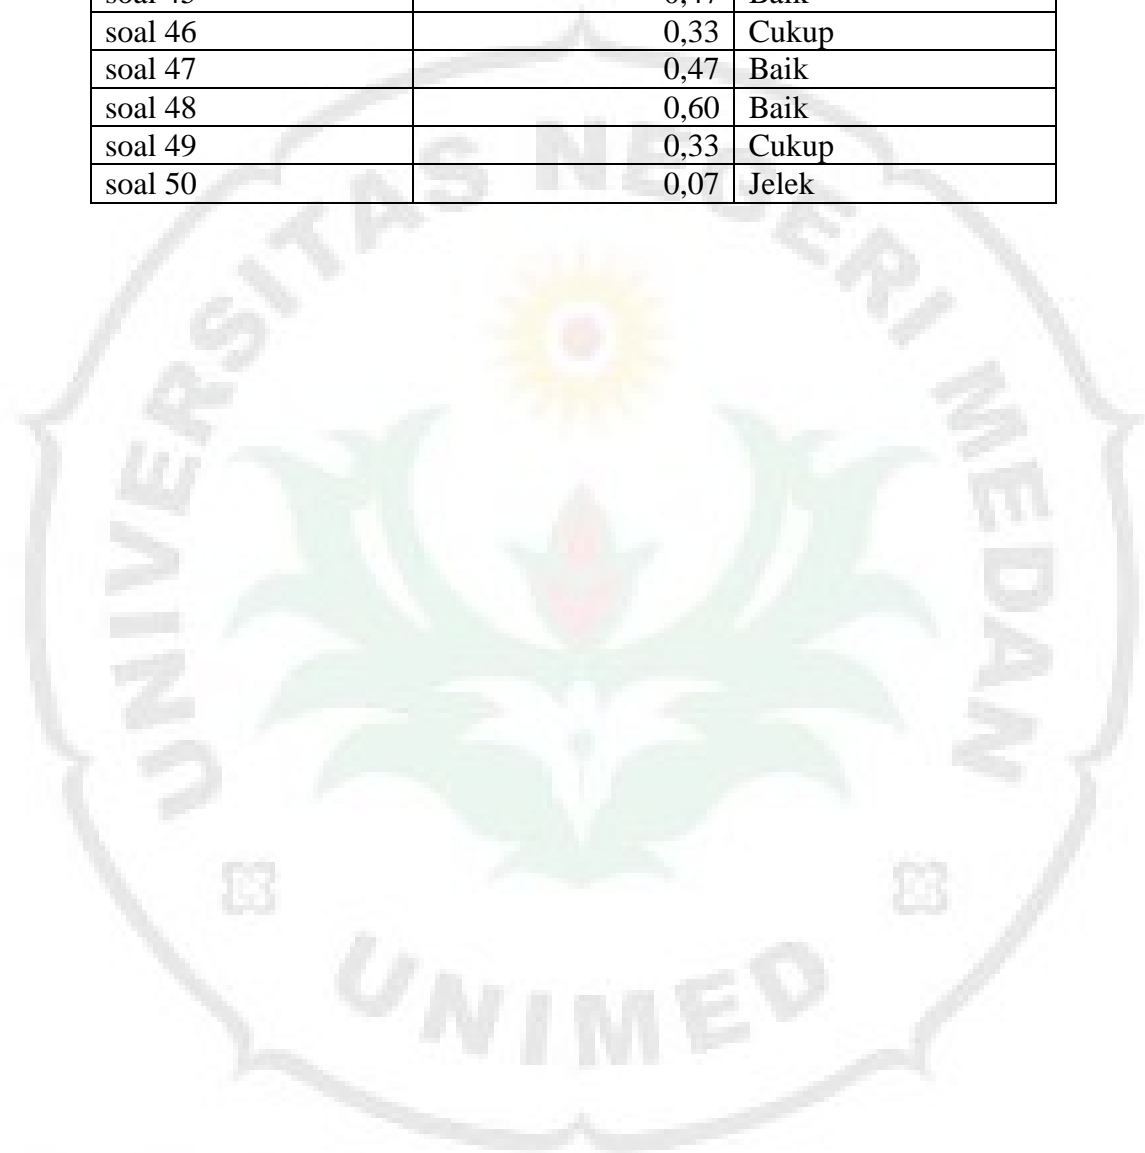 soal 46 0,33 Cukup
soal 47 0,47 Baik
soal 48 0,60 Baik
soal 49 0,33 Cukup
soal 50 0,07 Jelek
UNIVERSITAS NEGERI MEDAN
UNIMED